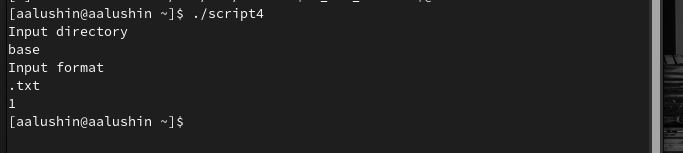 [aalushin@aalushin ~]$ ./script4
Input directory
base
Input format
.txt
1
[aalushin@aalushin ~]$